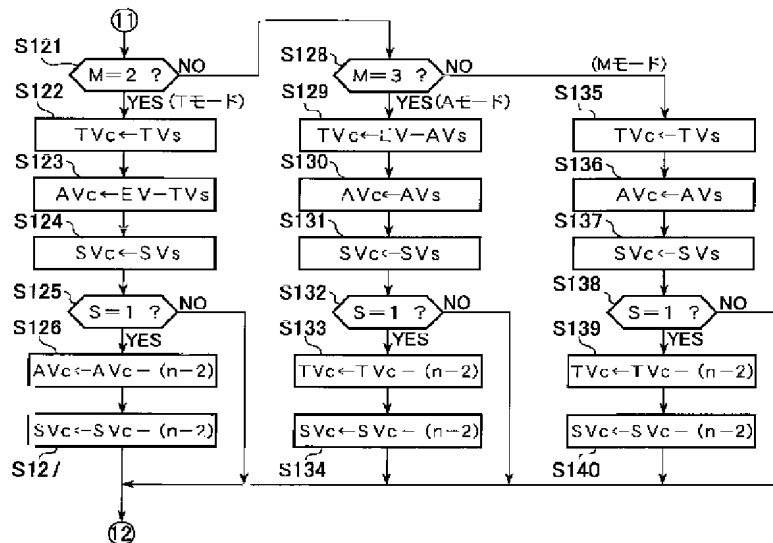 11
S121
M=2 ?
NO
YES(Tモード)
S122
TVc←TVs
S123
AVc←EV−TVs
S124
SVc←SVs
S125
S=1 ?
NO
YES
S126
AVc←AVc−(n−2)
SVc←SVc−(n−2)
S127
S128
M=3 ?
NO
YES(Aモード)
S129
TVc←EV−AVs
S130
AVc←AVs
S131
SVc←SVs
S132
S=1 ?
NO
YES
S133
TVc←TVc−(n−2)
SVc←SVc−(n−2)
S134
(Mモード)
S135
TVc←TVs
S136
AVc←AVs
S137
SVc←SVs
S138
S=1 ?
NO
YES
S139
TVc←TVc−(n−2)
SVc←SVc−(n−2)
S140
12